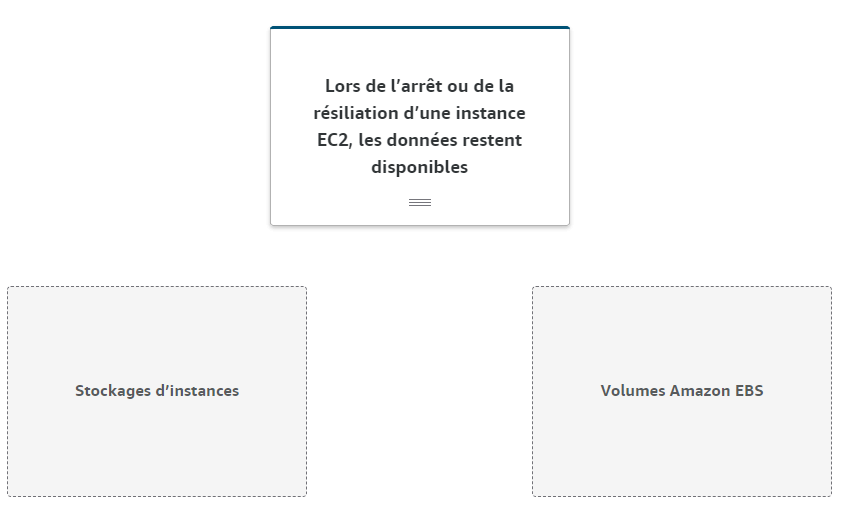 Lors de l’arrêt ou de la
résiliation d’une instance
EC2, les données restent
disponibles
Stockages d’instances
Volumes Amazon EBS